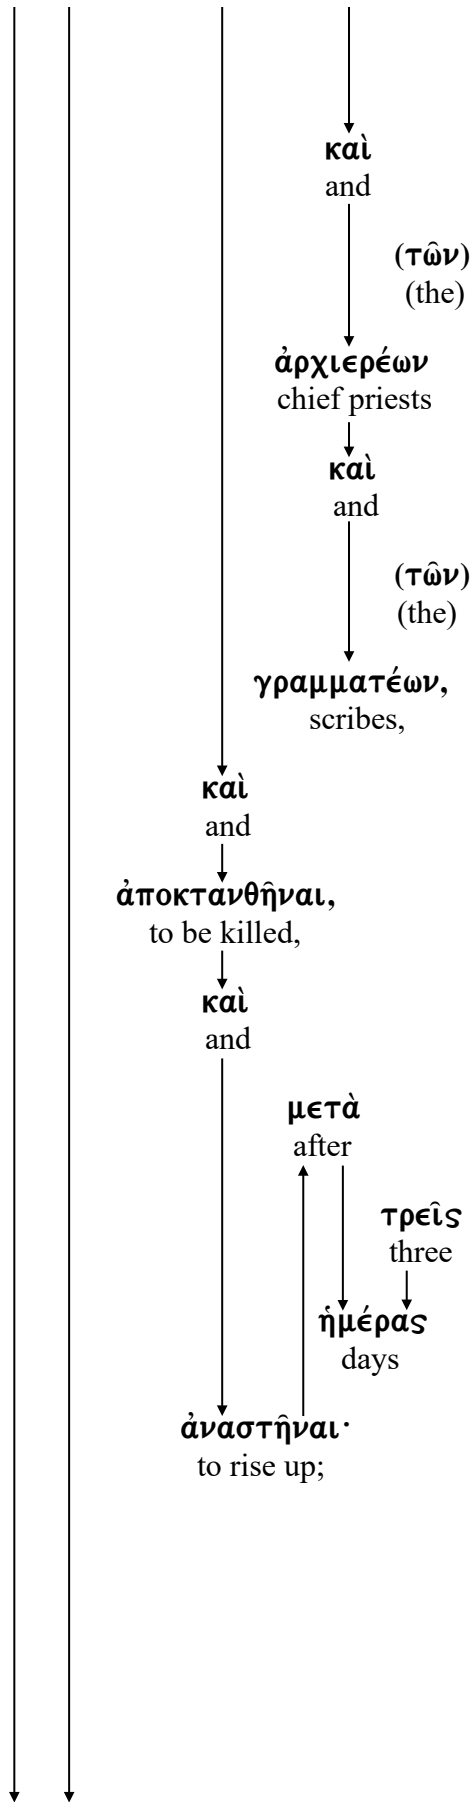 καὶ
and
(τῶν)
(the)
ἀρχιερέων
chief priests
καὶ
and
(τῶν)
(the)
γραμματέων,
scribes,
καὶ
and
ἀποκτανθῆναι,
to be killed,
καὶ
and
μετὰ
after
τρεῖς
three
ἡμέρας
days
ἀναστῆναι·
to rise up;